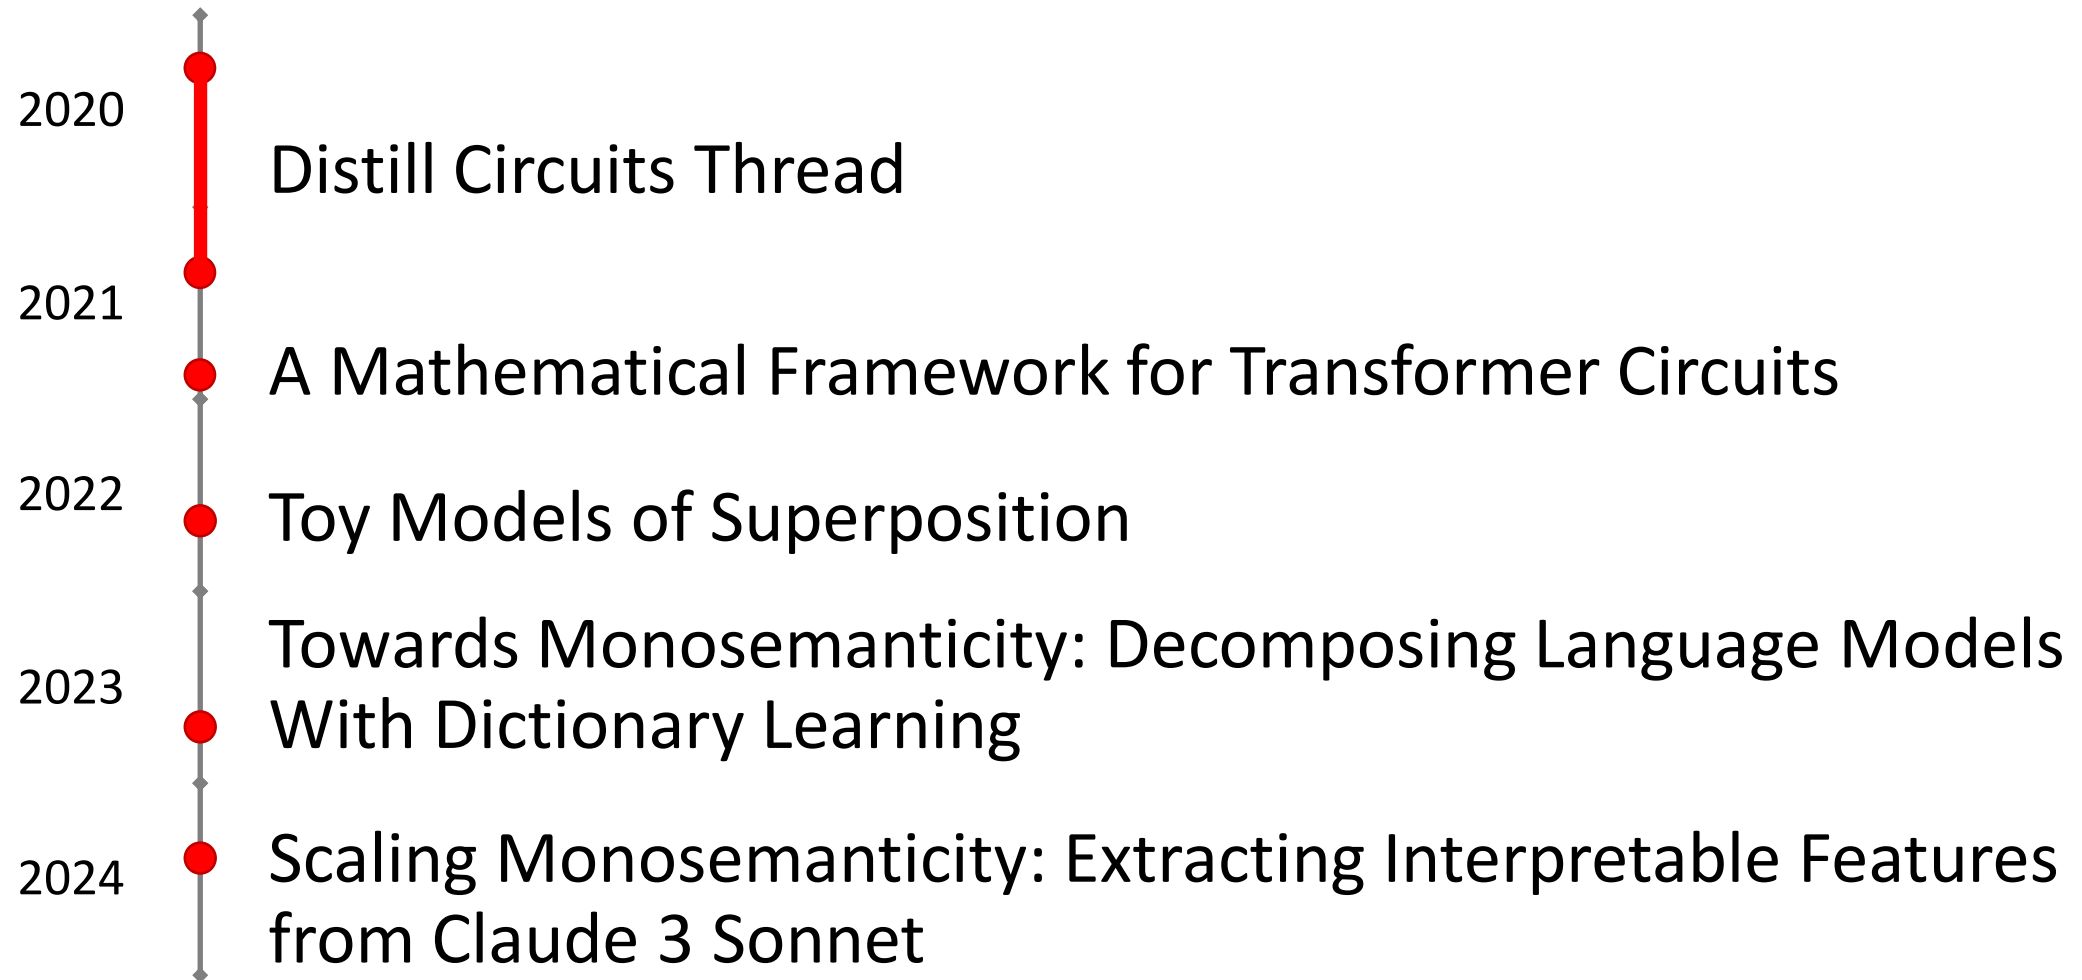 2020
Distill Circuits Thread
2021
A Mathematical Framework for Transformer Circuits
2022
Toy Models of Superposition
Towards Monosemanticity: Decomposing Language Models
2023
With Dictionary Learning
Scaling Monosemanticity: Extracting Interpretable Features
2024
from Claude 3 Sonnet